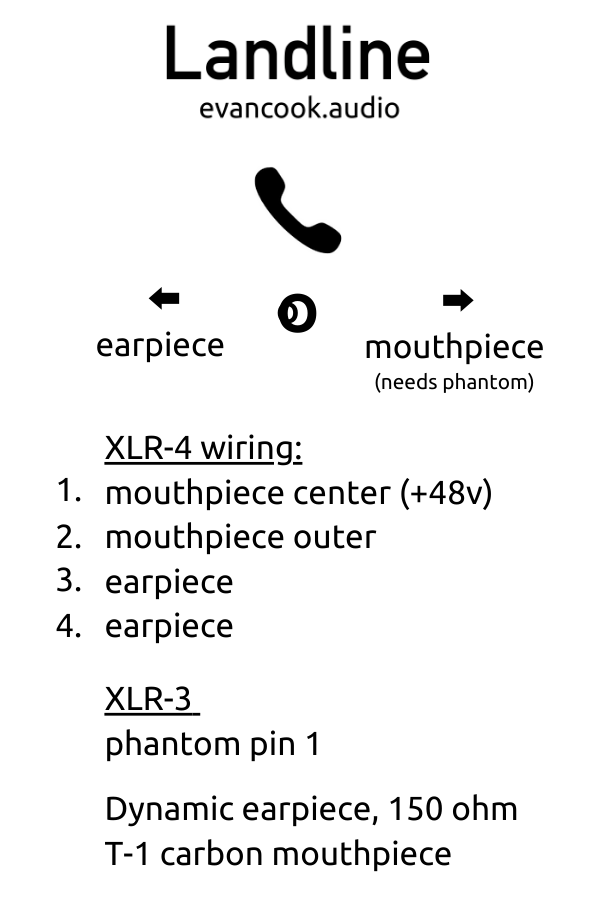 Landline
evancook.audio
earpiece
mouthpiece
(needs phantom)
XLR-4 wiring:
1. mouthpiece center (+48v)
2. mouthpiece outer
3. earpiece
4. earpiece
XLR-3
phantom pin 1
Dynamic earpiece, 150 ohm
T-1 carbon mouthpiece